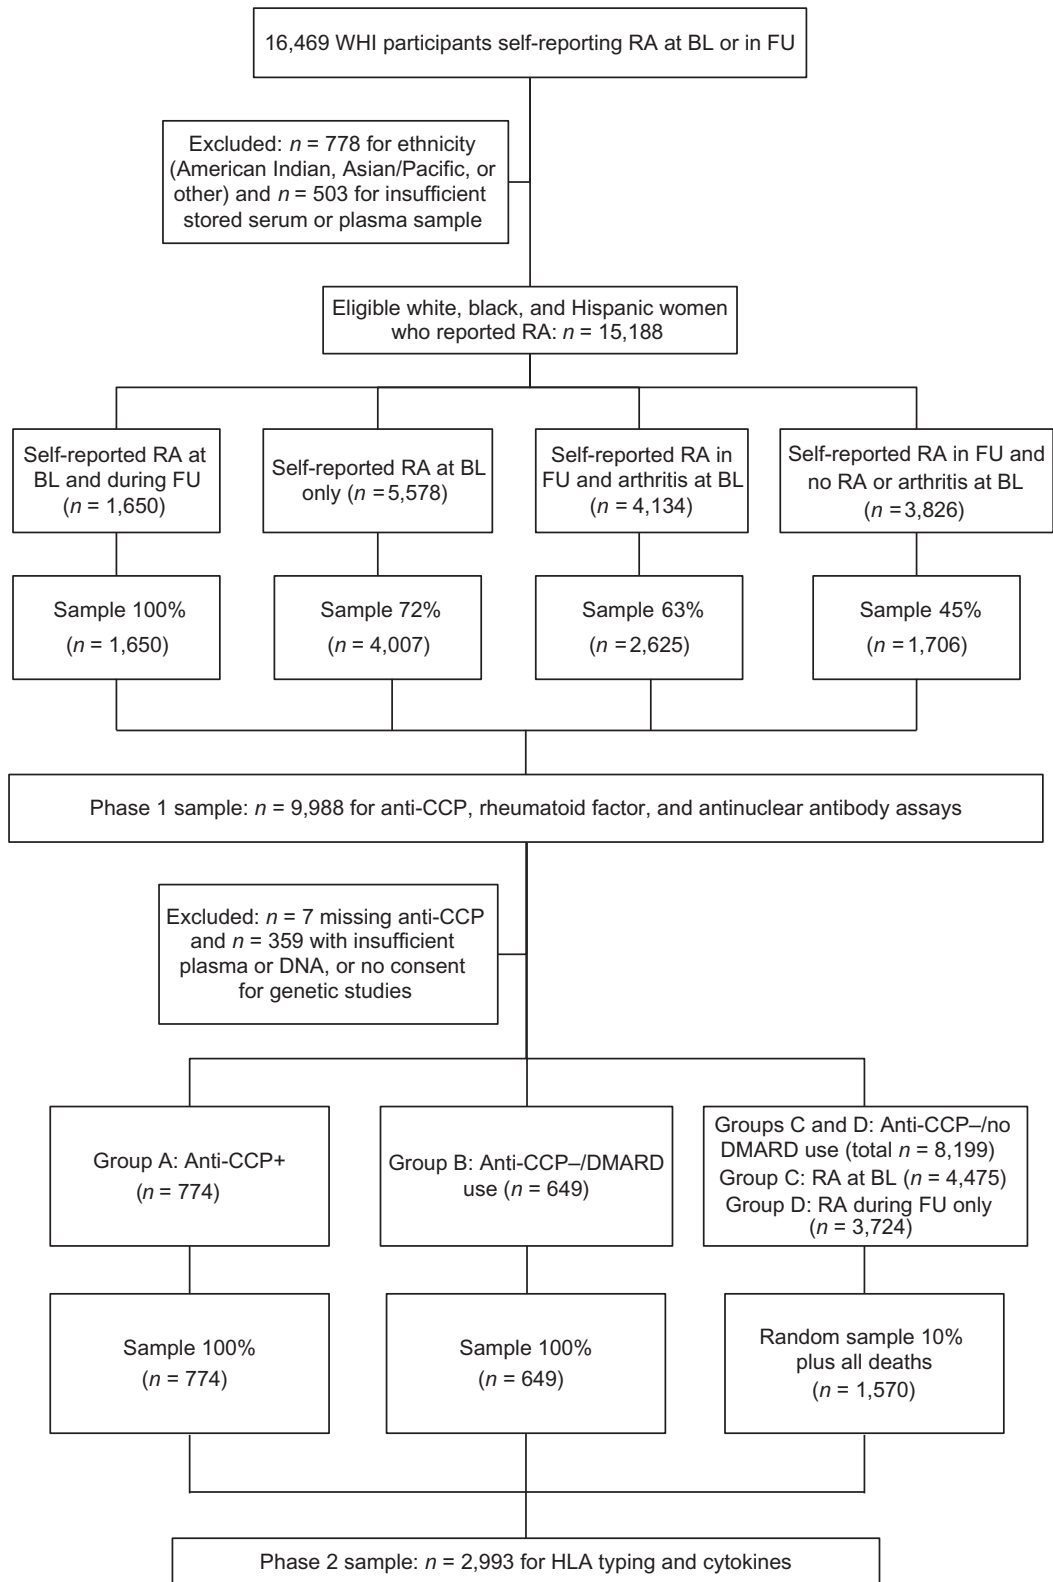 16,469 WHI participants self-reporting RA at BL or in FU
Excluded: n = 778 for ethnicity
(American Indian, Asian/Pacific, or
other) and n = 503 for insufficient
stored serum or plasma sample
Eligible white, black, and Hispanic women
who reported RA: n = 15,188
Self-reported RA at
BL and during FU
(n = 1,650)
Self-reported RA at BL
only (n = 5,578)
Self-reported RA in
FU and arthritis at BL
(n = 4,134)
Self-reported RA in FU and
no RA or arthritis at BL
(n = 3,826)
Sample 100%
(n = 1,650)
Sample 72%
(n = 4,007)
Sample 63%
(n = 2,625)
Sample 45%
(n = 1,706)
Phase 1 sample: n = 9,988 for anti-CCP, rheumatoid factor, and antinuclear antibody assays
Excluded: n = 7 missing anti-CCP
and n = 359 with insufficient
plasma or DNA, or no consent
for genetic studies
Group A: Anti-CCP+
(n = 774)
Group B: Anti-CCP–/DMARD
use (n = 649)
Groups C and D: Anti-CCP–/no
DMARD use (total n = 8,199)
Group C: RA at BL (n = 4,475)
Group D: RA during FU only
(n = 3,724)
Sample 100%
(n = 774)
Sample 100%
(n = 649)
Random sample 10%
plus all deaths
(n = 1,570)
Phase 2 sample: n = 2,993 for HLA typing and cytokines